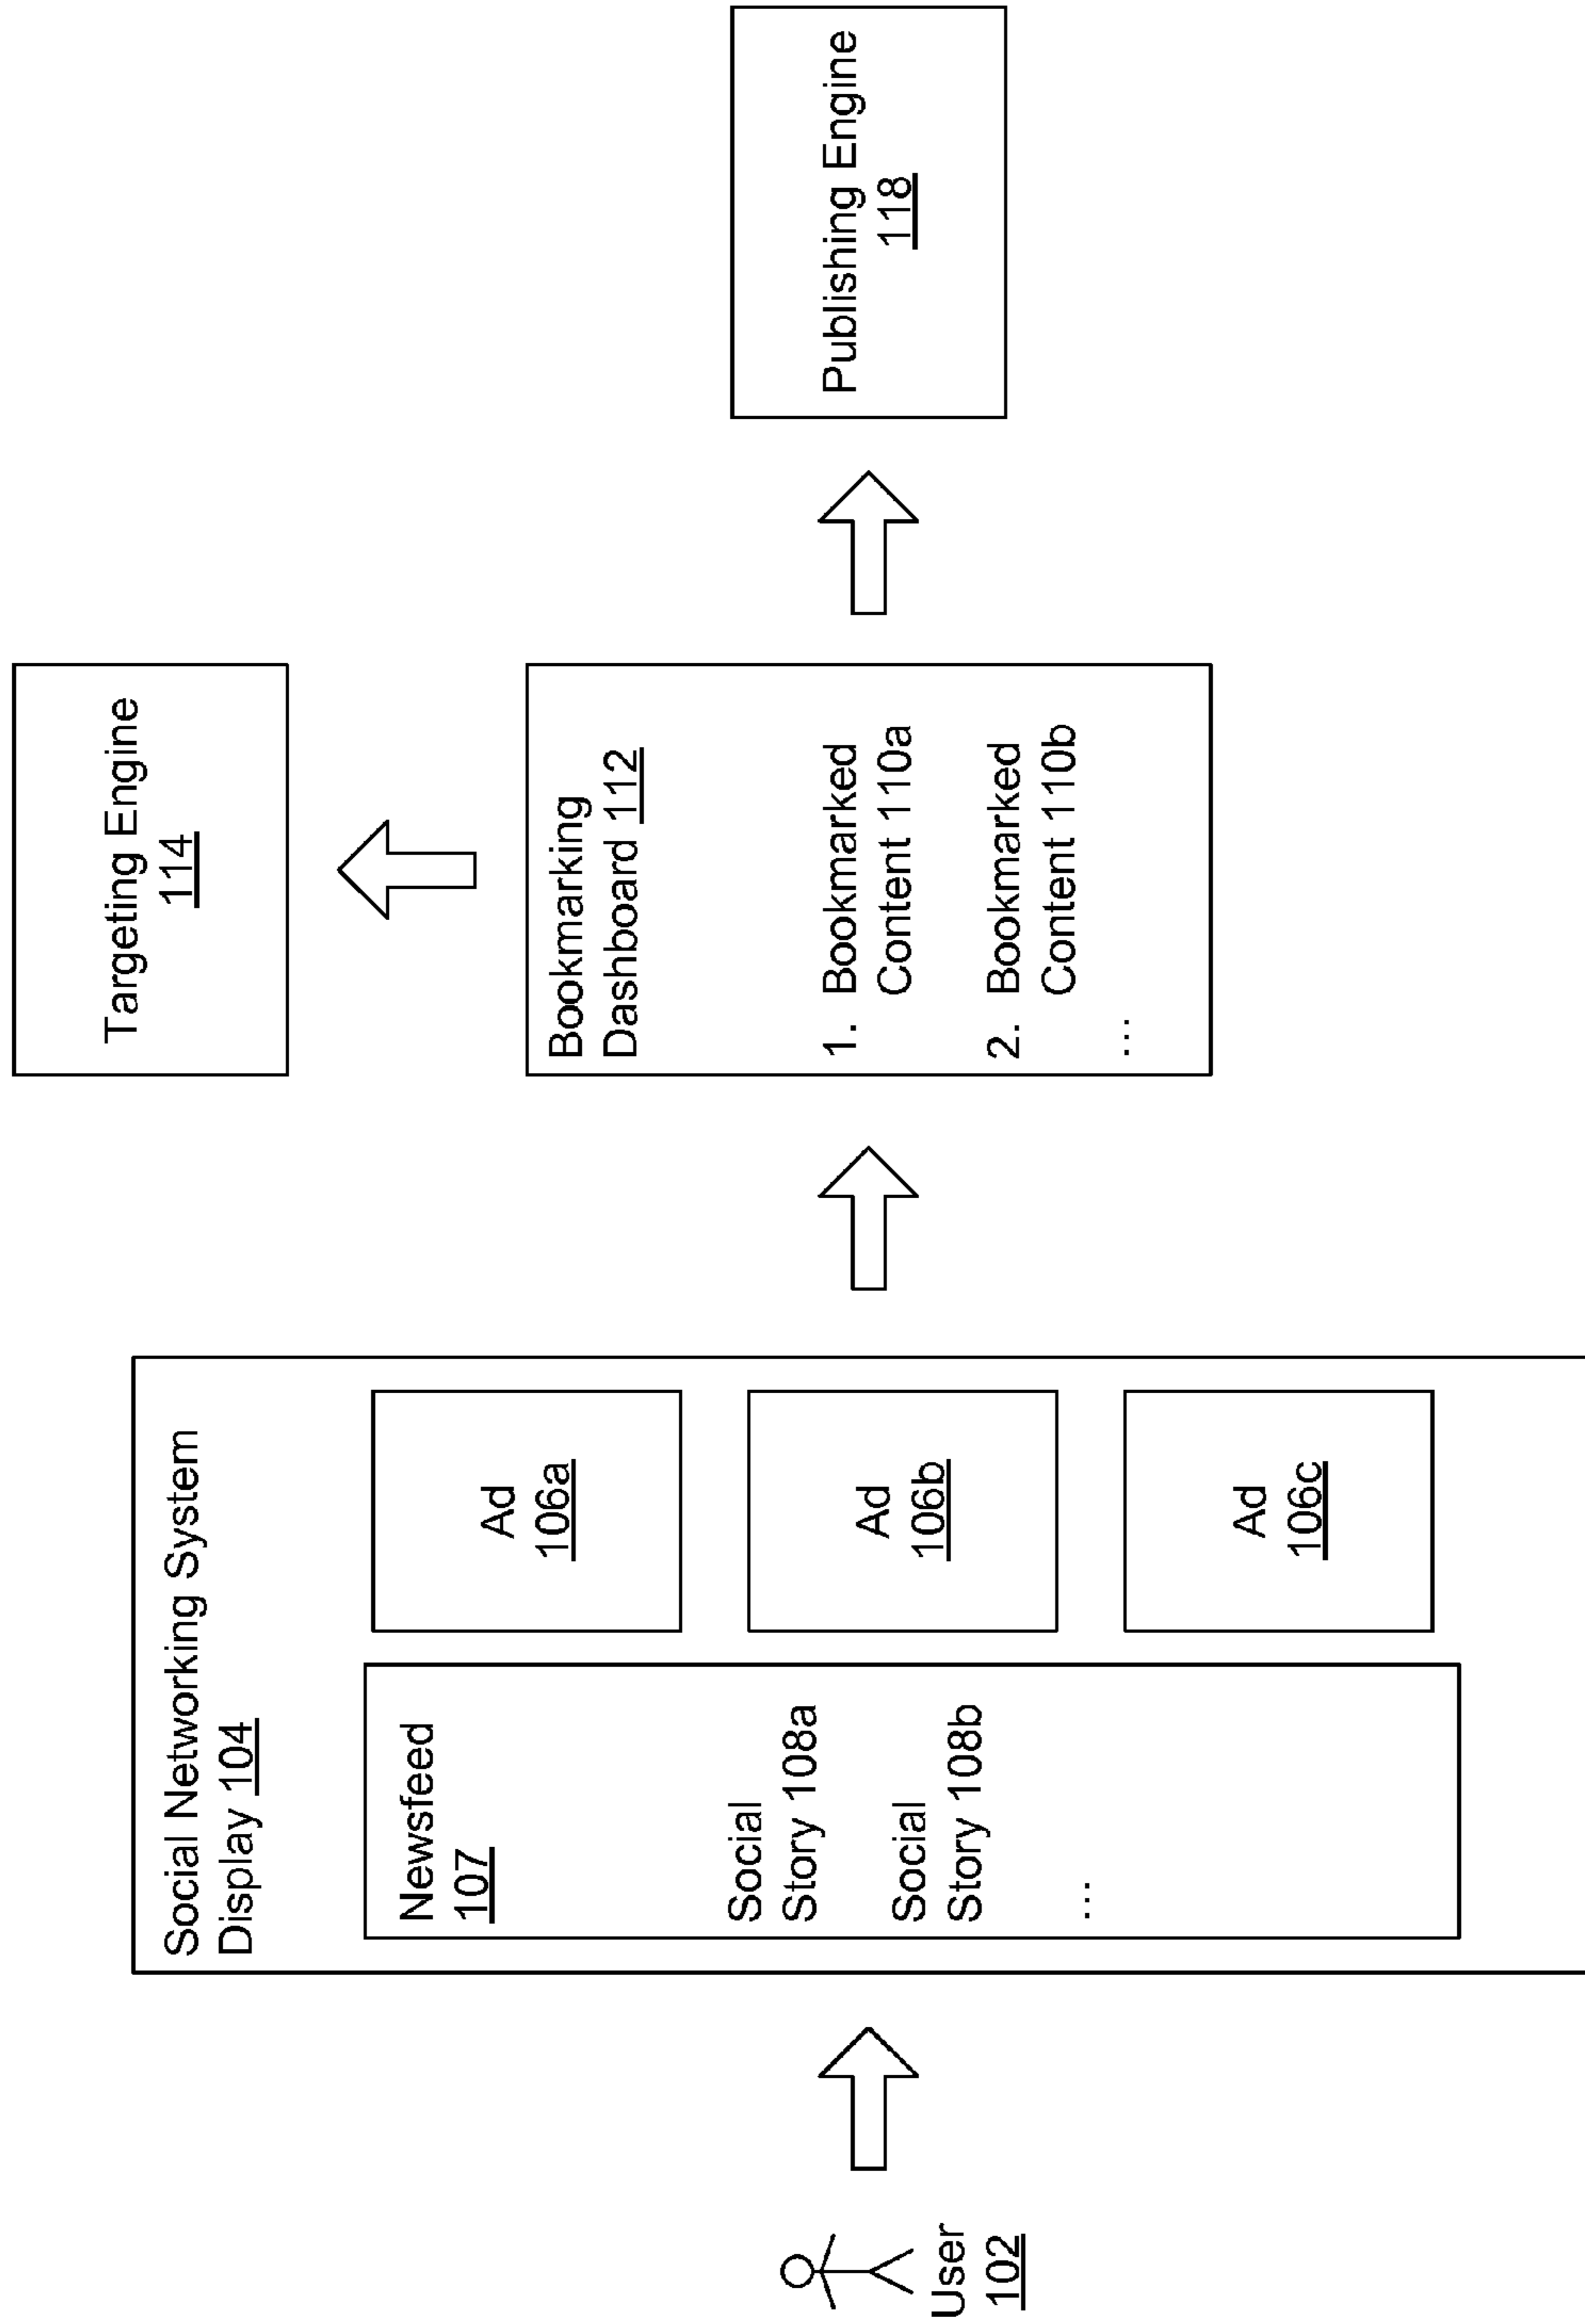 User
102
Social Networking System
Display 104
Newsfeed
107
Social
Story 108a
Social
Story 108b
...
Ad
106a
Ad
106b
Ad
106c
Bookmarking
Dashboard 112
1. Bookmarked
Content 110a
2. Bookmarked
Content 110b
...
Targeting Engine
114
Publishing Engine
118